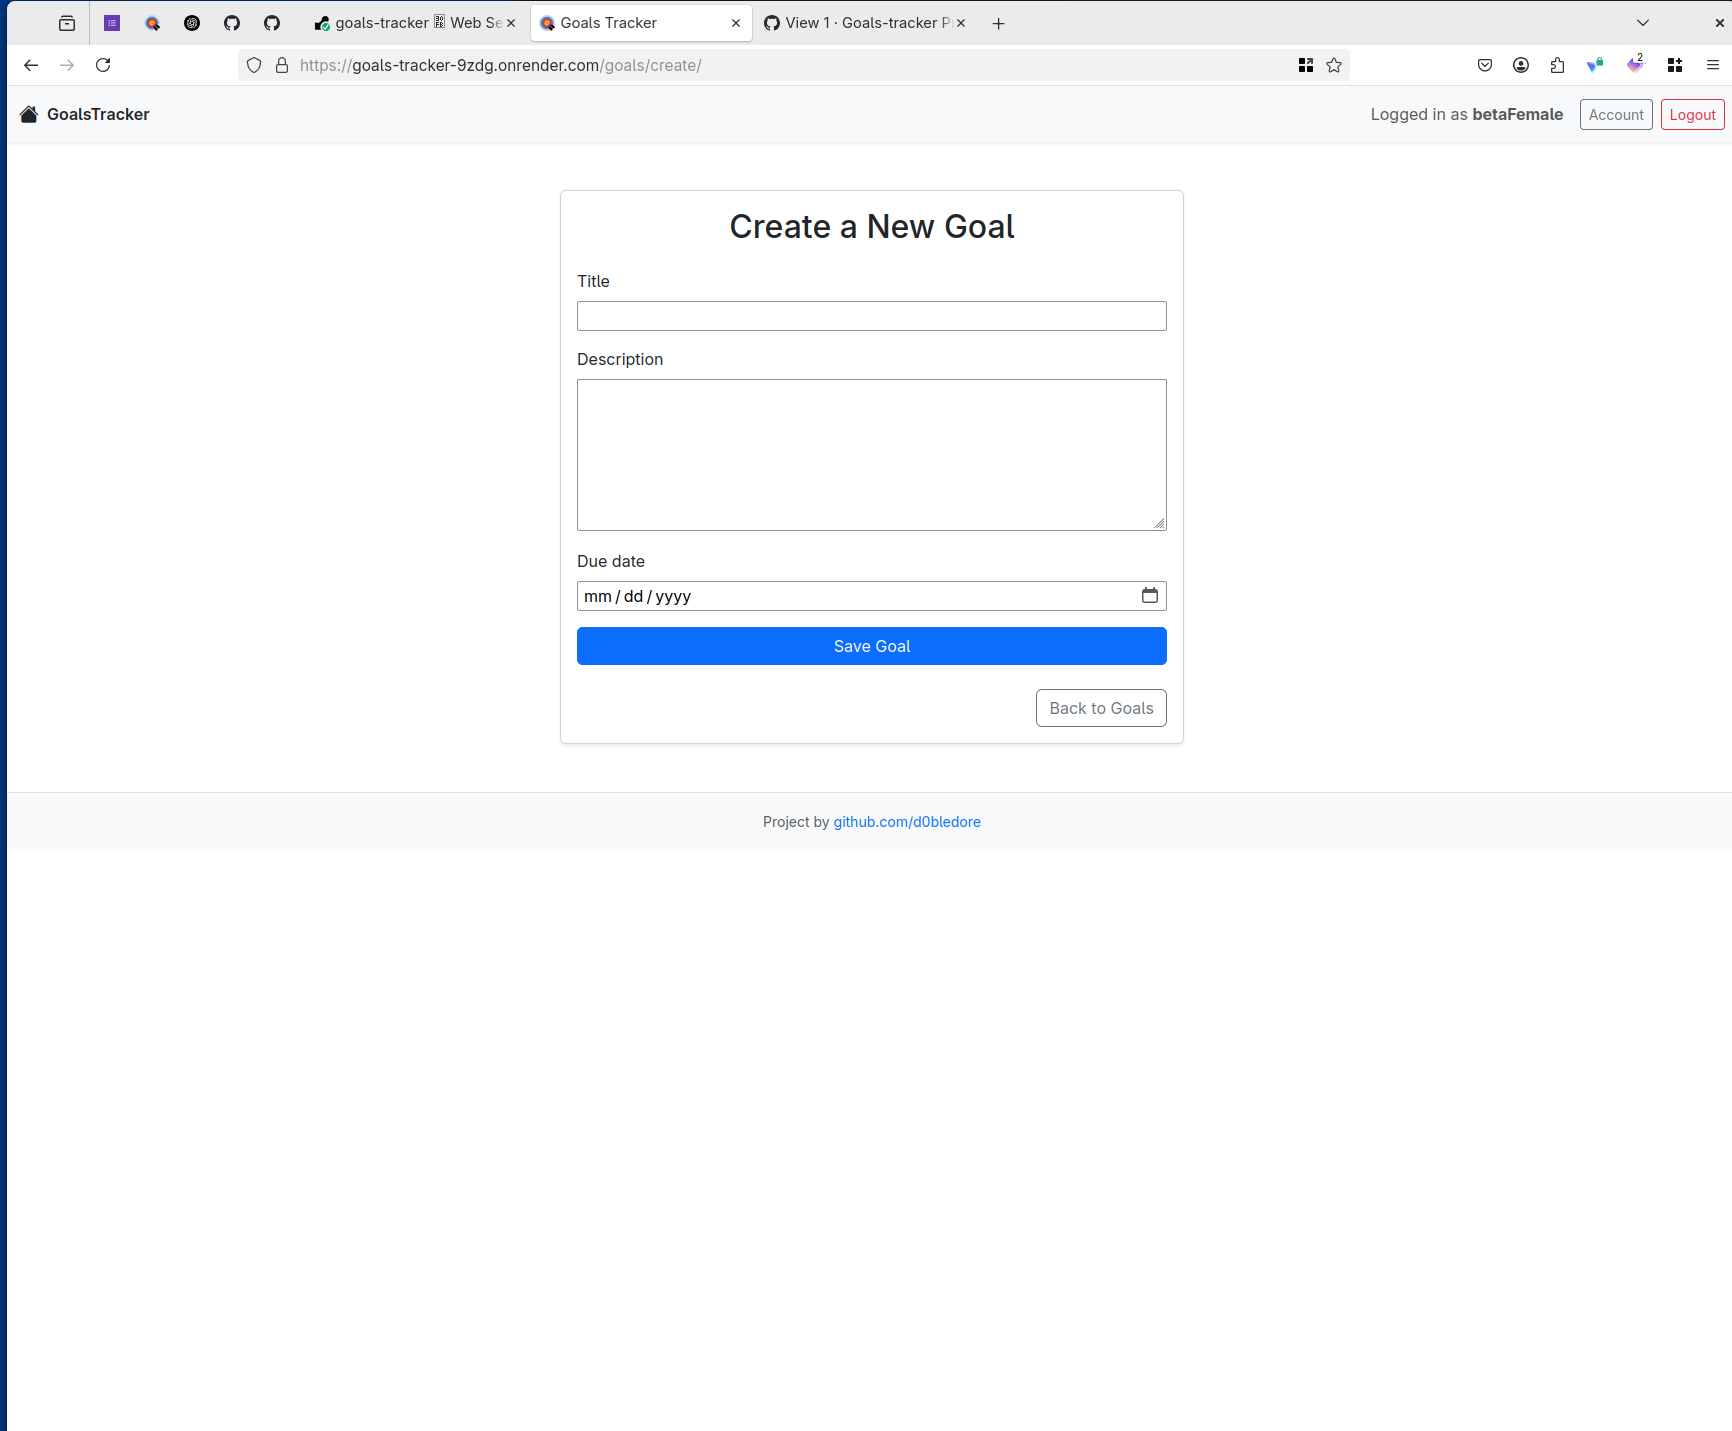 goals-tracker Web Se
Goals Tracker
View 1 · Goals-tracker P
https://goals-tracker-9zdg.onrender.com/goals/create/
2
GoalsTracker
Logged in as betaFemale
Account
Logout
Create a New Goal
Title
Description
Due date
mm / dd / yyyy
Save Goal
Back to Goals
Project by github.com/d0bledore